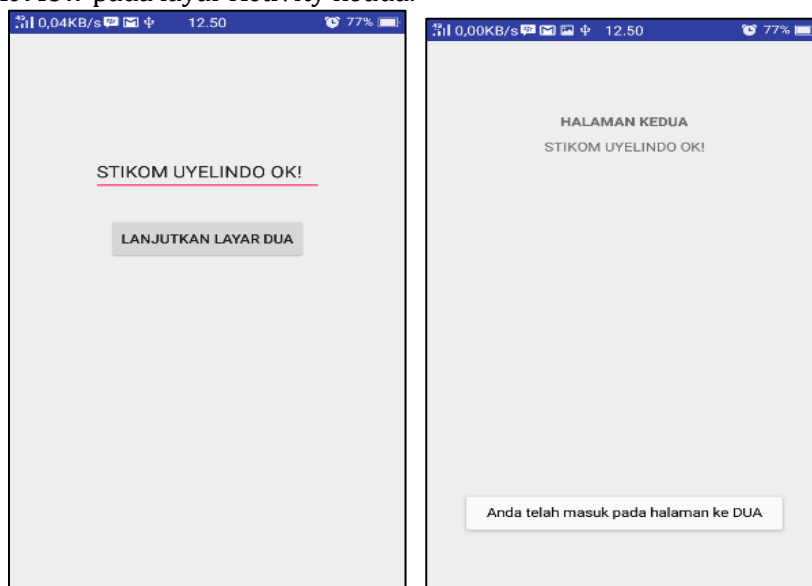 pada layar Activity kedua.
0,04KB/s 12.50 77%
STIKOM UYELINDO OK!
LANJUTKAN LAYAR DUA
0,00KB/s 12.50 77%
HALAMAN KEDUA
STIKOM UYELINDO OK!
Anda telah masuk pada halaman ke DUA